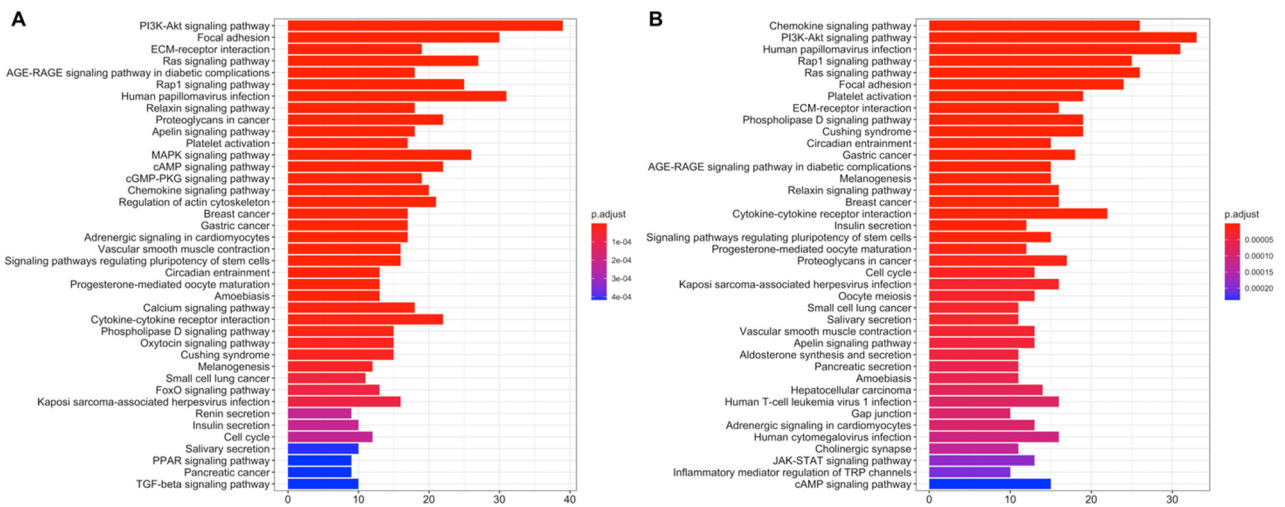 A
PI3K-Akt signaling pathway
Focal adhesion
ECM-receptor interaction
Ras signaling pathway
AGE-RAGE signaling pathway in diabetic complications
Rap1 signaling pathway
Human papillomavirus infection
Relaxin signaling pathway
Proteoglycans in cancer
Apelin signaling pathway
Platelet activation
MAPK signaling pathway
cAMP signaling pathway
cGMP-PKG signaling pathway
Chemokine signaling pathway
Regulation of actin cytoskeleton
Breast cancer
Gastric cancer
Adrenergic signaling in cardiomyocytes
Vascular smooth muscle contraction
Signaling pathways regulating pluripotency of stem cells
Circadian entrainment
Progesterone-mediated oocyte maturation
Amoebiasis
Calcium signaling pathway
Cytokine-cytokine receptor interaction
Phospholipase D signaling pathway
Oxytocin signaling pathway
Cushing syndrome
Melanogenesis
Small cell lung cancer
FoxO signaling pathway
Kaposi sarcoma-associated herpesvirus infection
Renin secretion
Insulin secretion
Cell cycle
Salivary secretion
PPAR signaling pathway
Pancreatic cancer
TGF-beta signaling pathway
0 10 20 30 40
p.adjust
1e-04
2e-04
3e-04
4e-04
B
Chemokine signaling pathway
PI3K-Akt signaling pathway
Human papillomavirus infection
Rap1 signaling pathway
Ras signaling pathway
Focal adhesion
Platelet activation
ECM-receptor interaction
Phospholipase D signaling pathway
Cushing syndrome
Circadian entrainment
Gastric cancer
AGE-RAGE signaling pathway in diabetic complications
Melanogenesis
Relaxin signaling pathway
Breast cancer
Cytokine-cytokine receptor interaction
Insulin secretion
Signaling pathways regulating pluripotency of stem cells
Progesterone-mediated oocyte maturation
Proteoglycans in cancer
Cell cycle
Kaposi sarcoma-associated herpesvirus infection
Oocyte meiosis
Small cell lung cancer
Salivary secretion
Vascular smooth muscle contraction
Apelin signaling pathway
Aldosterone synthesis and secretion
Pancreatic secretion
Amoebiasis
Hepatocellular carcinoma
Human T-cell leukemia virus 1 infection
Gap junction
Adrenergic signaling in cardiomyocytes
Human cytomegalovirus infection
Cholinergic synapse
JAK-STAT signaling pathway
Inflammatory mediator regulation of TRP channels
cAMP signaling pathway
0 10 20 30
p.adjust
0.00005
0.00010
0.00015
0.00020